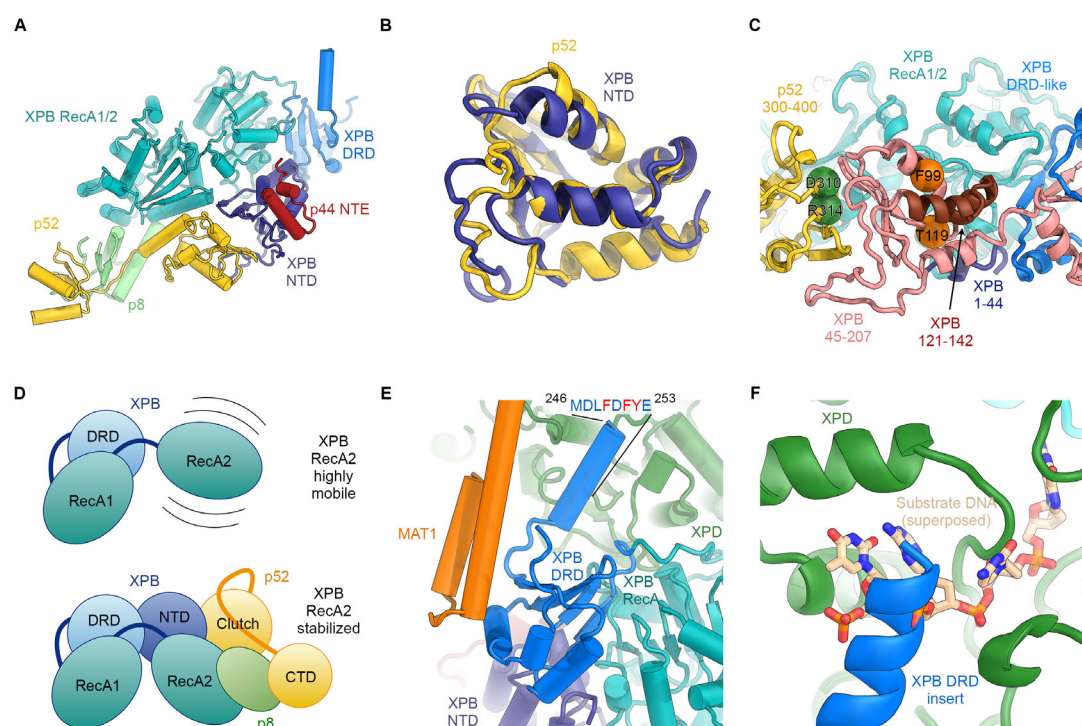 A
XPB RecA1/2
XPB
DRD
p44 NTE
p52
XPB
NTD
p8
B
p52
XPB
NTD
C
XPB
RecA1/2
XPB
DRD-like
p52
300-400
D310
R314
F99
T119
XPB
1-44
XPB
45-207
XPB
121-142
D
XPB
DRD
RecA2
RecA1
XPB
RecA2
highly
mobile
p52
XPB
DRD
NTD
Clutch
RecA1
RecA2
CTD
p8
XPB
RecA2
stabilized
E
246 MDLFDFYE 253
MAT1
XPD
XPB
DRD
XPB
RecA
XPB
NTD
F
XPD
Substrate DNA
(superposed)
XPB DRD
insert